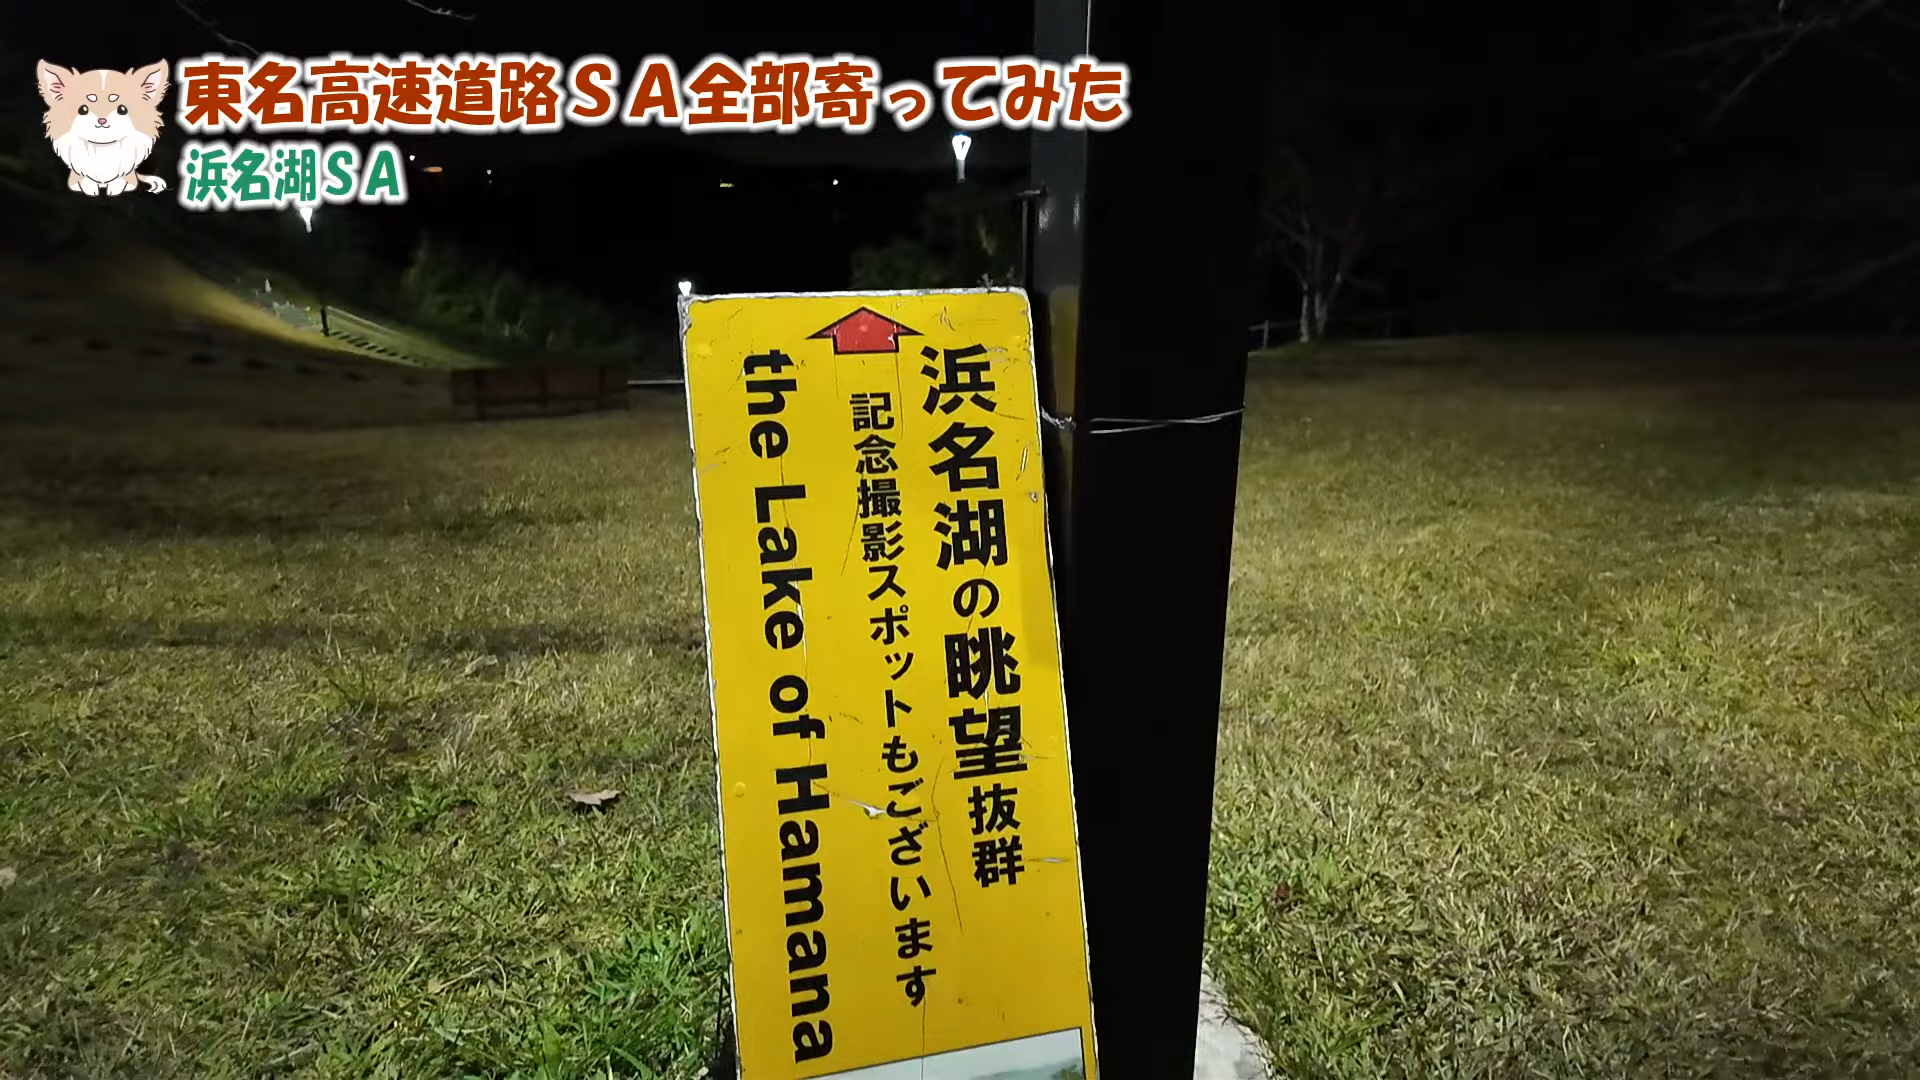 東名高速道路ＳＡ全部寄ってみた
浜名湖ＳＡ
浜名湖の眺望抜群
記念撮影スポットもございます
the Lake of Hamana